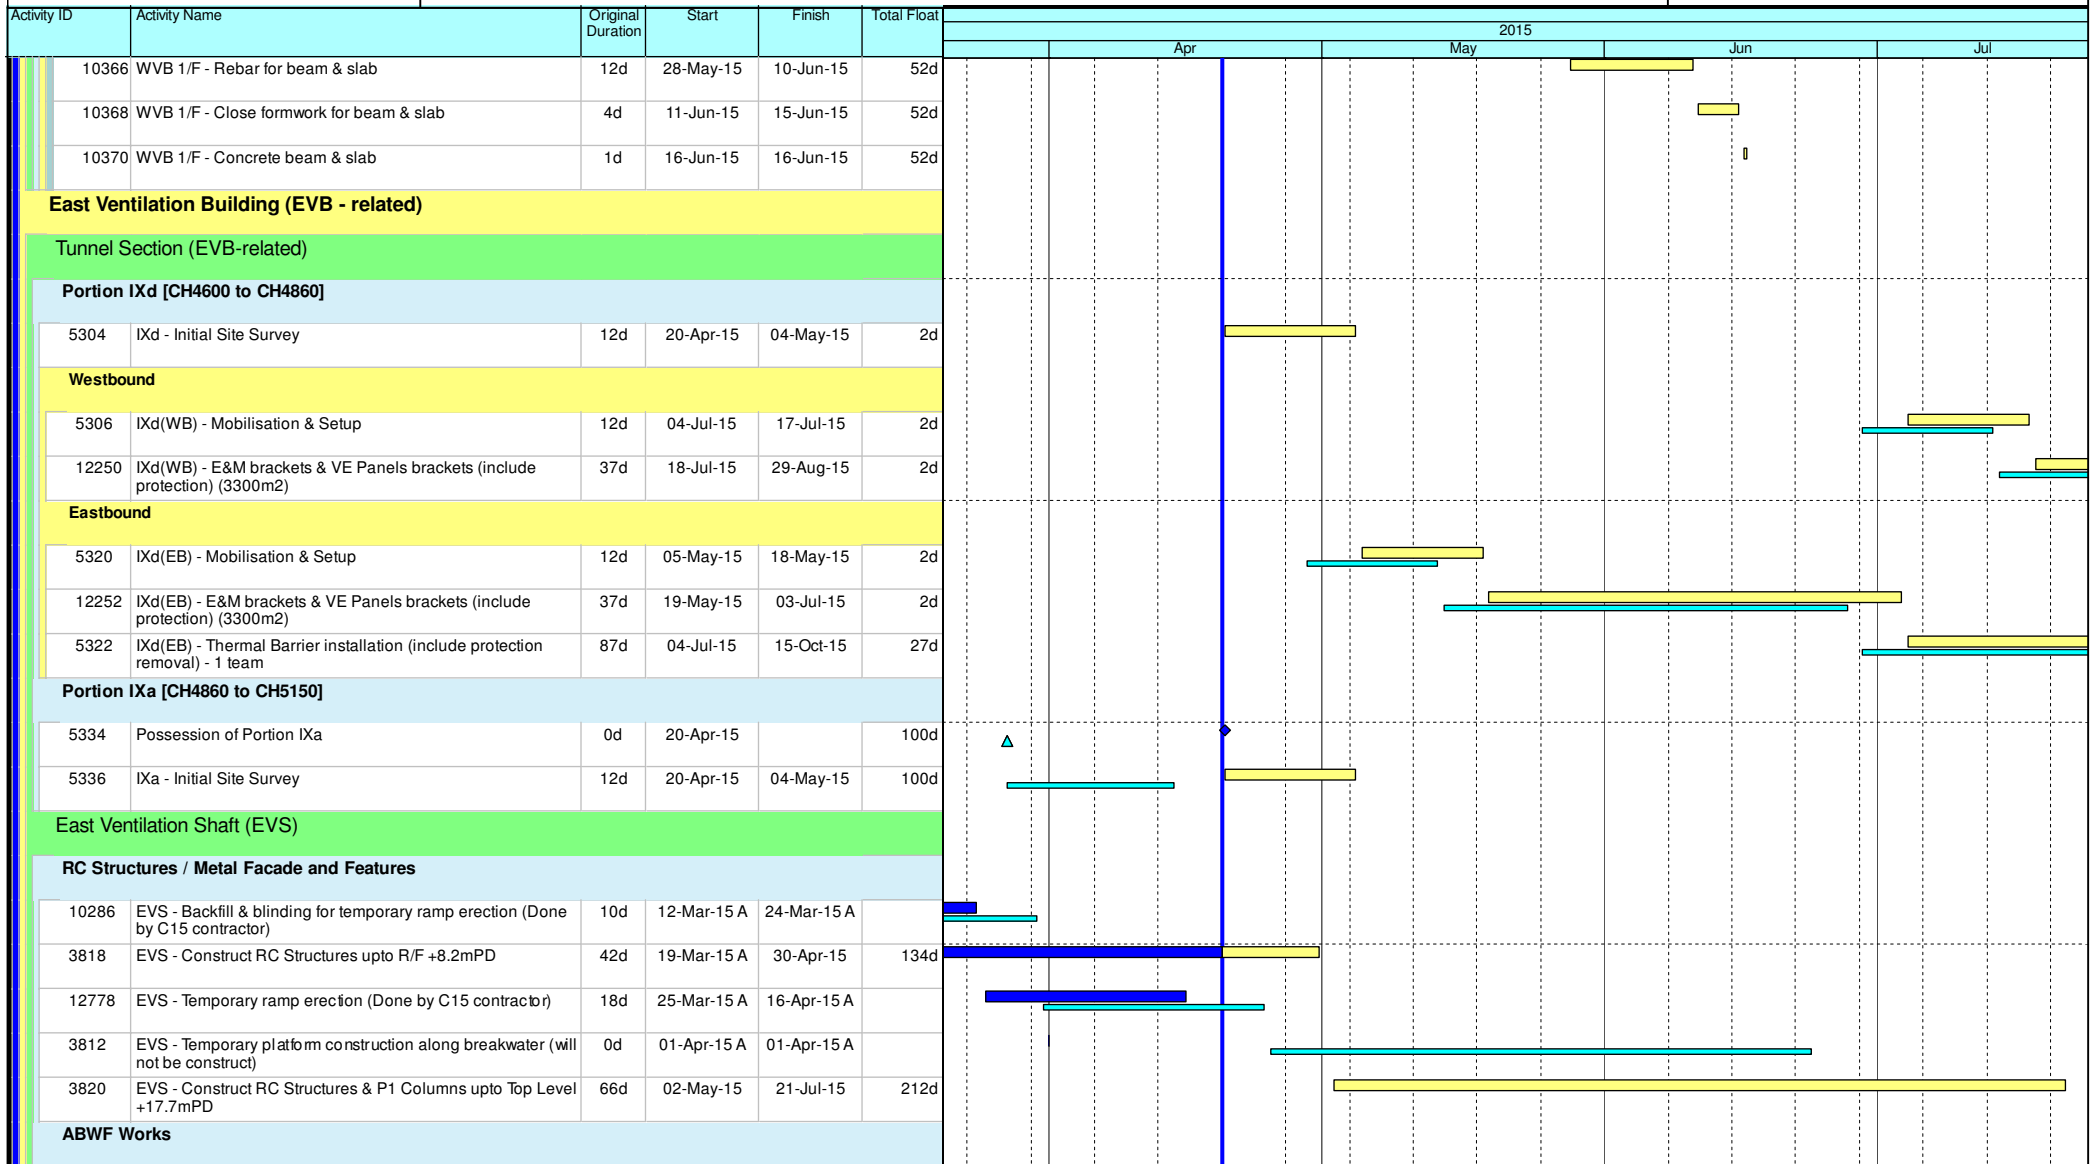 Activity ID Activity Name Original Start Finish Total Float
Duration
2015
Apr May Jun Jul
10366 WVB 1/F - Rebar for beam & slab 12d 28-May-15 10-Jun-15 52d
10368 WVB 1/F - Close formwork for beam & slab 4d 11-Jun-15 15-Jun-15 52d
10370 WVB 1/F - Concrete beam & slab 1d 16-Jun-15 16-Jun-15 52d
East Ventilation Building (EVB - related)
Tunnel Section (EVB-related)
Portion IXd [CH4600 to CH4860]
5304 IXd - Initial Site Survey 12d 20-Apr-15 04-May-15 2d
Westbound
5306 IXd(WB) - Mobilisation & Setup 12d 04-Jul-15 17-Jul-15 2d
12250 IXd(WB) - E&M brackets & VE Panels brackets (include 37d 18-Jul-15 29-Aug-15 2d
protection) (3300m2)
Eastbound
5320 IXd(EB) - Mobilisation & Setup 12d 05-May-15 18-May-15 2d
12252 IXd(EB) - E&M brackets & VE Panels brackets (include 37d 19-May-15 03-Jul-15 2d
protection) (3300m2)
5322 IXd(EB) - Thermal Barrier installation (include protection 87d 04-Jul-15 15-Oct-15 27d
removal) - 1 team
Portion IXa [CH4860 to CH5150]
5334 Possession of Portion IXa 0d 20-Apr-15 100d
5336 IXa - Initial Site Survey 12d 20-Apr-15 04-May-15 100d
East Ventilation Shaft (EVS)
RC Structures / Metal Facade and Features
10286 EVS - Backfill & blinding for temporary ramp erection (Done 10d 12-Mar-15 A 24-Mar-15 A
by C15 contractor)
3818 EVS - Construct RC Structures upto R/F +8.2mPD 42d 19-Mar-15 A 30-Apr-15 134d
12778 EVS - Temporary ramp erection (Done by C15 contractor) 18d 25-Mar-15 A 16-Apr-15 A
3812 EVS - Temporary platform construction along breakwater (will 0d 01-Apr-15 A 01-Apr-15 A
not be construct)
3820 EVS - Construct RC Structures & P1 Columns upto Top Level 66d 02-May-15 21-Jul-15 212d
+17.7mPD
ABWF Works